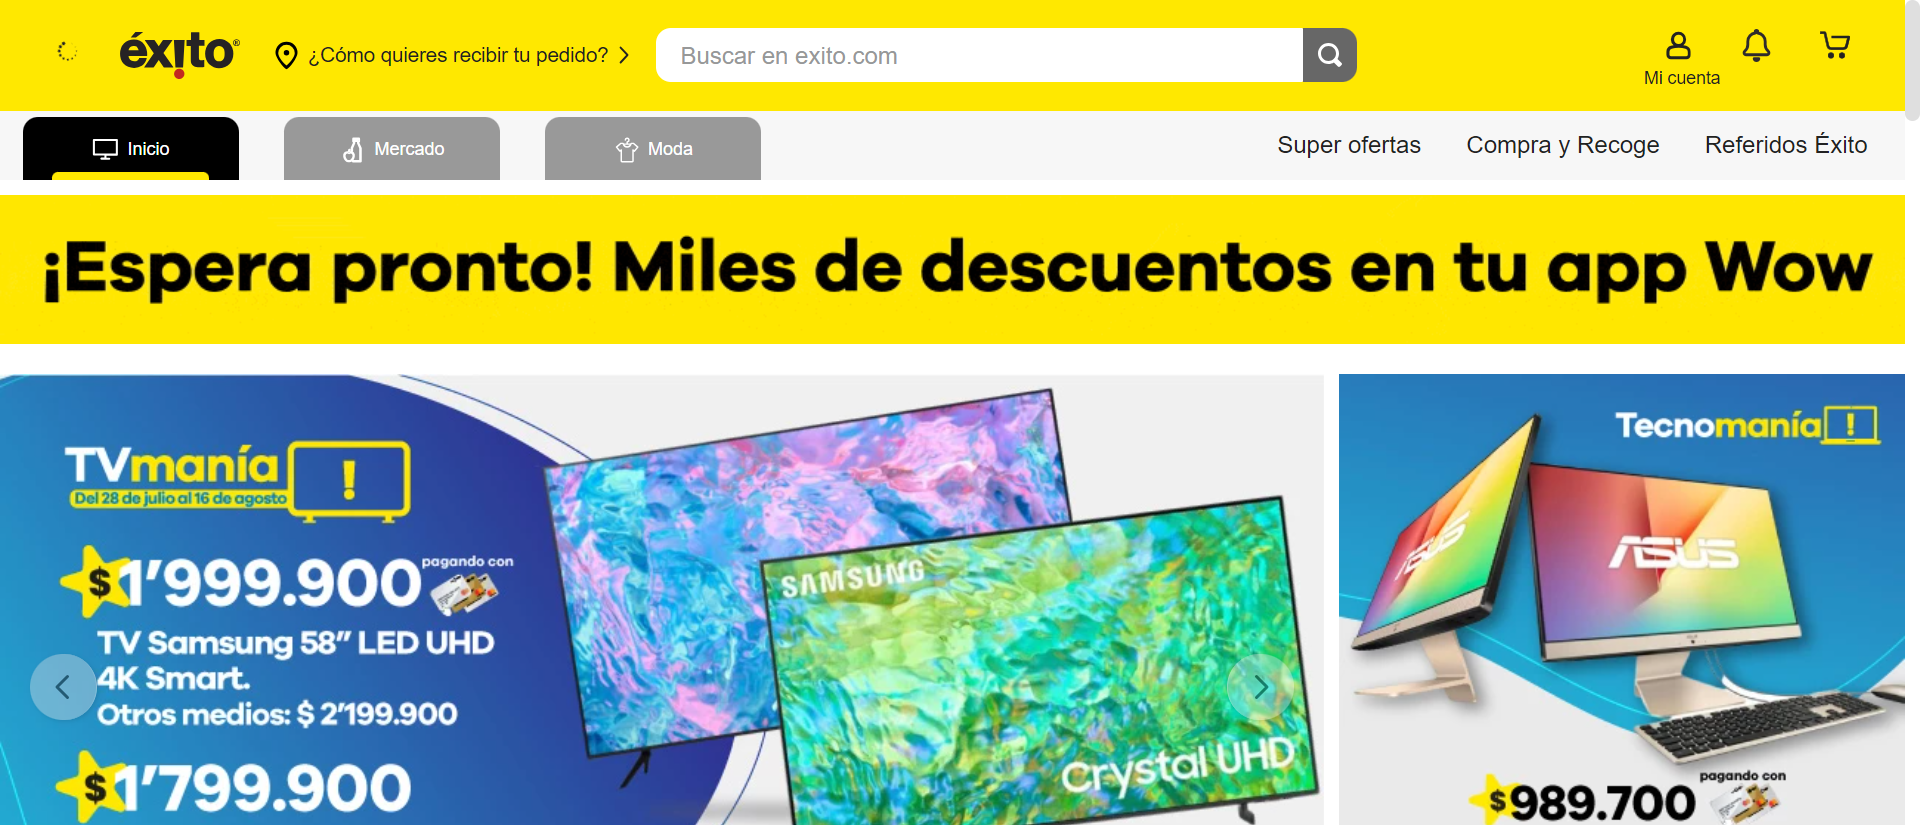 éxito®
¿Cómo quieres recibir tu pedido?
Buscar en exito.com
Mi cuenta
Inicio
Mercado
Moda
Super ofertas
Compra y Recoge
Referidos Éxito
¡Espera pronto! Miles de descuentos en tu app Wow
TVmanía
Del 28 de julio al 16 de agosto
$1'999.900
pagando con
TV Samsung 58" LED UHD
4K Smart.
Otros medios: $ 2'199.900
$1'799.900
SAMSUNG
Crystal UHD
Tecnomanía
ASUS
ASUS
pagando con
$989.700